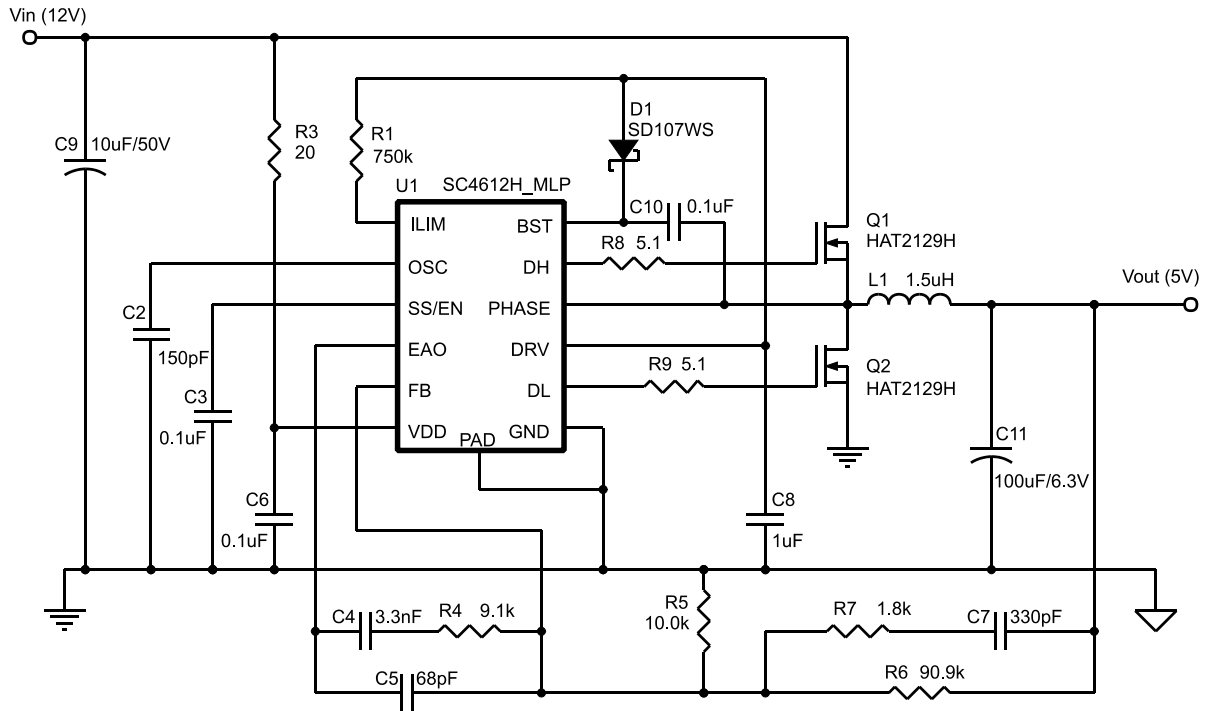 Vin (12V)
C9 10uF/50V
R3
20
R1
750k
D1
SD107WS
U1 SC4612H_MLP
C10 0.1uF
ILIM
OSC
SS/EN
EAO
FB
VDD
PAD
BST
DH
PHASE
DRV
DL
GND
R8 5.1
R9 5.1
Q1
HAT2129H
L1 1.5uH
Vout (5V)
Q2
HAT2129H
C2
150pF
C3
0.1uF
C6
0.1uF
C8
1uF
C11
100uF/6.3V
C4 3.3nF
R4 9.1k
R5
10.0k
R7 1.8k
C7 330pF
C5 68pF
R6 90.9k